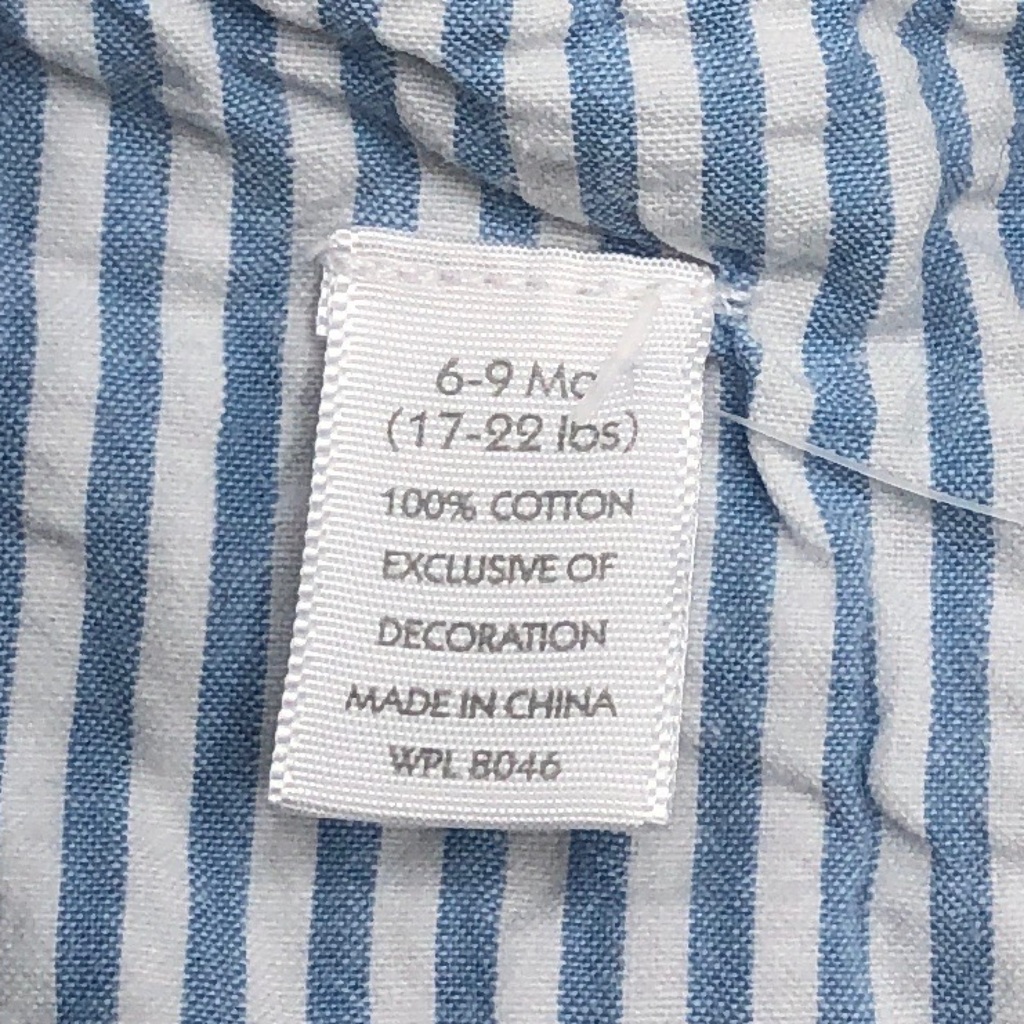 6-9 Mo
(17-22 lbs)
100% COTTON
EXCLUSIVE OF
DECORATION
MADE IN CHINA
WPL 8046